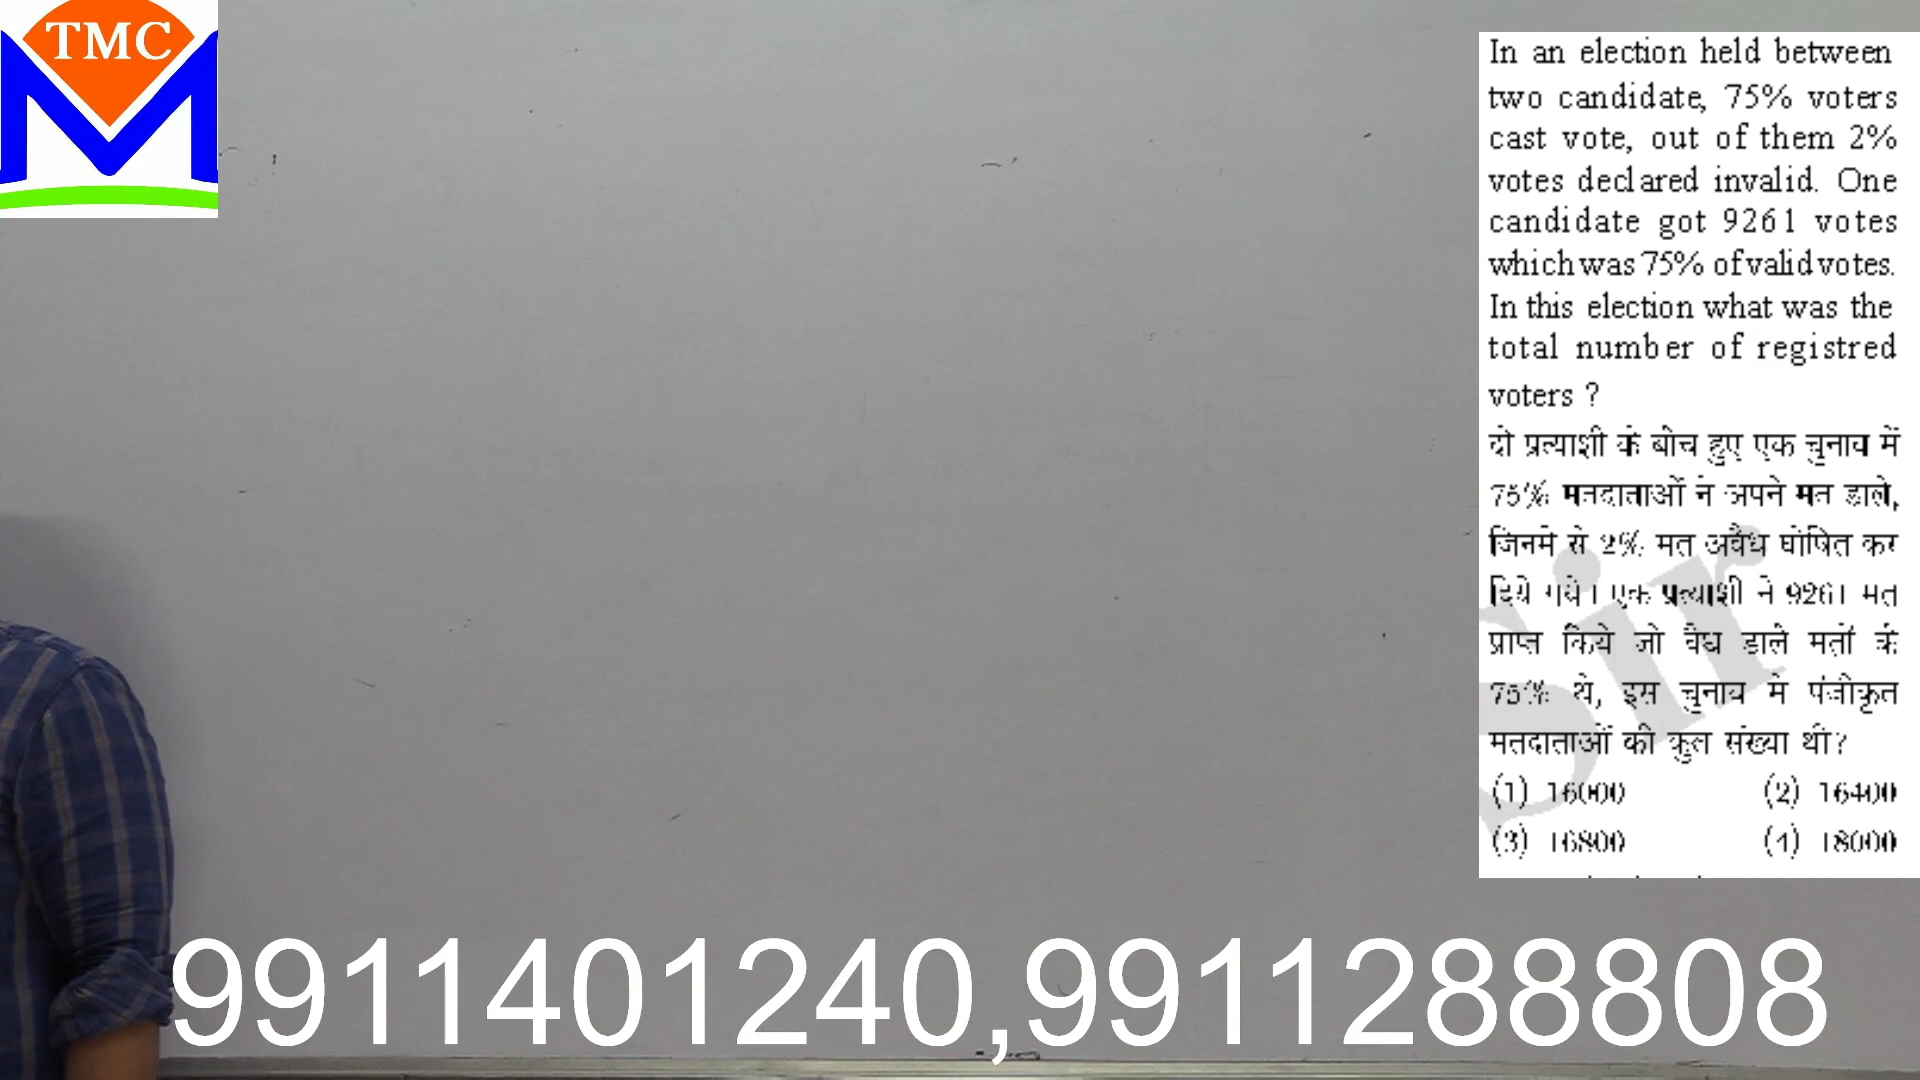 TMC
In an election held between
two candidate, 75% voters
cast vote, out of them 2%
votes declared invalid. One
candidate got 9261 votes
which was 75% of valid votes.
In this election what was the
total number of registred
voters ?
दो प्रत्याशी के बीच हुए एक चुनाव में
75% मतदाताओं ने अपने मत डाले,
जिनमें से 2% मत अवैध घोषित कर
दिये गये। एक प्रत्याशी ने 9261 मत
प्राप्त किये जो वैध डाले मतों के
75% थे, इस चुनाव में पंजीकृत
मतदाताओं की कुल संख्या थी?
(1) 16000 (2) 16400
(3) 16800 (4) 18000
Sir
9911401240,9911288808